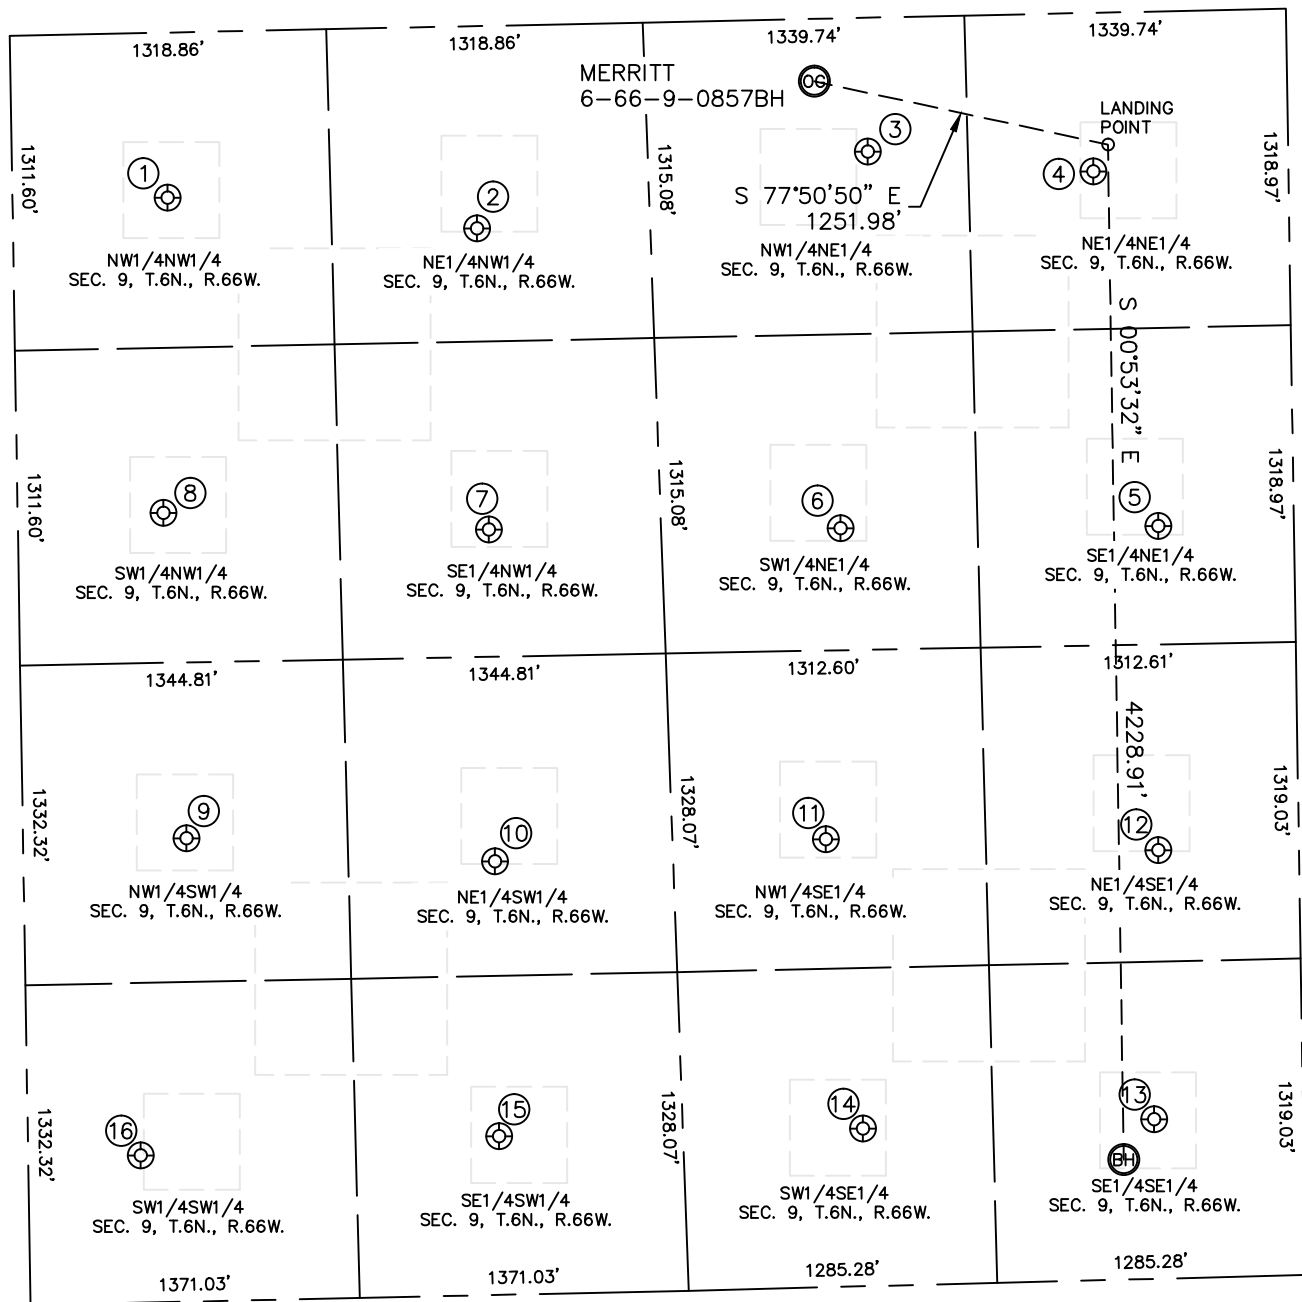 1318.86'
1318.86'
1339.74'
1339.74'
MERRITT
6-66-9-0857BH
OG
LANDING
POINT
1311.60'
1
2
1315.08'
3
4
1318.97'
S 77°50'50" E
1251.98'
NW1/4NW1/4
SEC. 9, T.6N., R.66W.
NE1/4NW1/4
SEC. 9, T.6N., R.66W.
NW1/4NE1/4
SEC. 9, T.6N., R.66W.
NE1/4NE1/4
SEC. 9, T.6N., R.66W.
S 00°53'32" E
1311.60'
8
7
1315.08'
6
5
1318.97'
SW1/4NW1/4
SEC. 9, T.6N., R.66W.
SE1/4NW1/4
SEC. 9, T.6N., R.66W.
SW1/4NE1/4
SEC. 9, T.6N., R.66W.
SE1/4NE1/4
SEC. 9, T.6N., R.66W.
1344.81'
1344.81'
1312.60'
1312.61'
4228.91'
1332.32'
9
10
1328.07'
11
12
1319.03'
NW1/4SW1/4
SEC. 9, T.6N., R.66W.
NE1/4SW1/4
SEC. 9, T.6N., R.66W.
NW1/4SE1/4
SEC. 9, T.6N., R.66W.
NE1/4SE1/4
SEC. 9, T.6N., R.66W.
1332.32'
16
15
1328.07'
14
13
1319.03'
BH
SW1/4SW1/4
SEC. 9, T.6N., R.66W.
SE1/4SW1/4
SEC. 9, T.6N., R.66W.
SW1/4SE1/4
SEC. 9, T.6N., R.66W.
SE1/4SE1/4
SEC. 9, T.6N., R.66W.
1371.03'
1371.03'
1285.28'
1285.28'